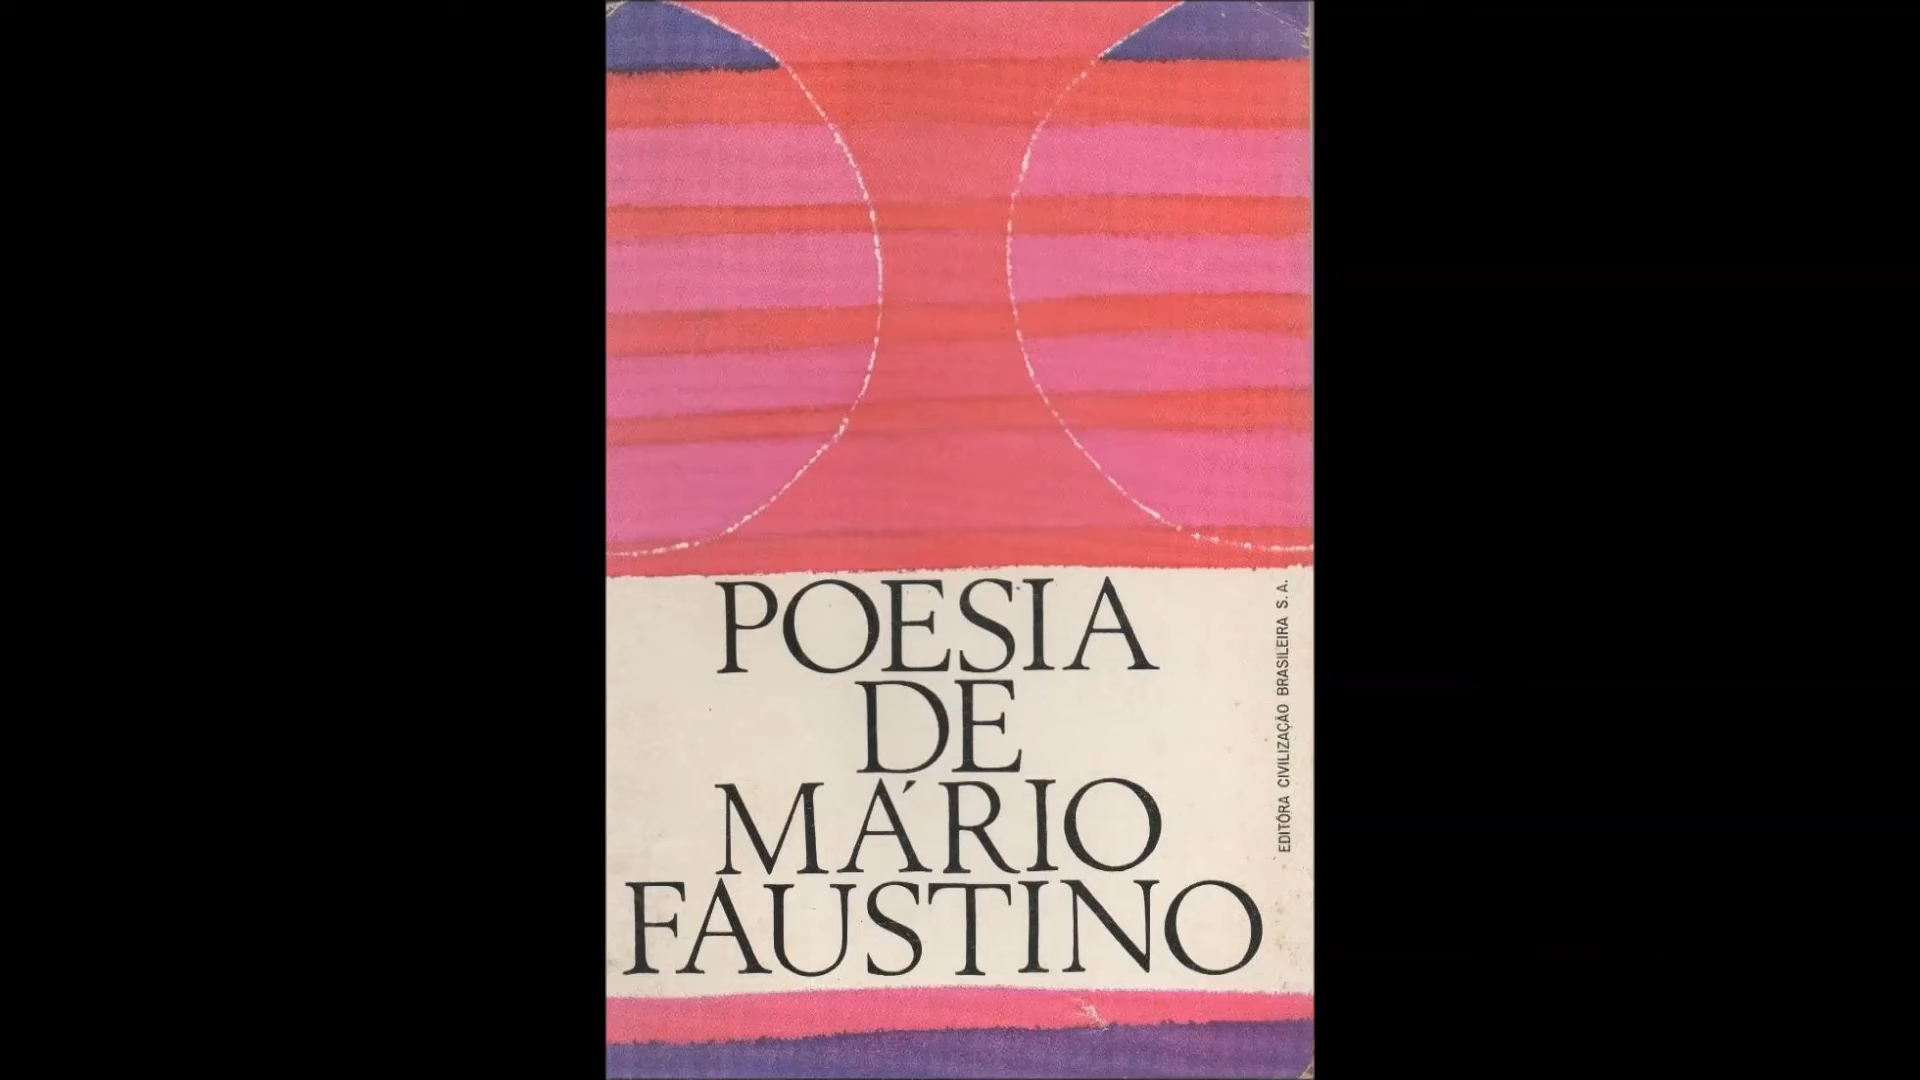 POESIA
DE
MÁRIO
FAUSTINO
EDITÔRA CIVILIZAÇÃO BRASILEIRA S.A.